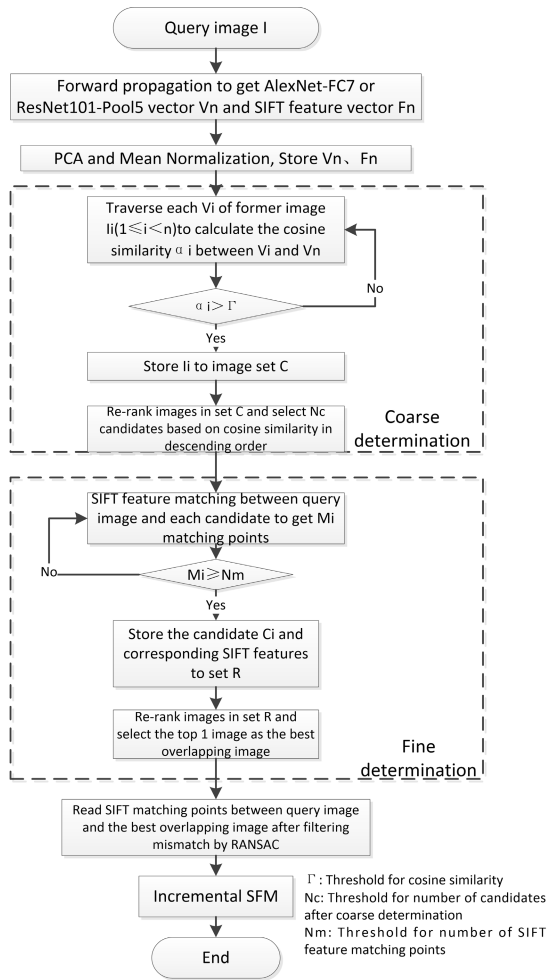 Query image I
Forward propagation to get AlexNet-FC7 or
ResNet101-Pool5 vector Vn and SIFT feature vector Fn
PCA and Mean Normalization, Store Vn、Fn
Traverse each Vi of former image
Ii(1≤i<n)to calculate the cosine
similarity α i between Vi and Vn
α i> Γ
No
Yes
Store Ii to image set C
Re-rank images in set C and select Nc
candidates based on cosine similarity in
descending order
Coarse
determination
SIFT feature matching between query
image and each candidate to get Mi
matching points
No
Mi≥Nm
Yes
Store the candidate Ci and
corresponding SIFT features
to set R
Re-rank images in set R and
select the top 1 image as the best
overlapping image
Fine
determination
Read SIFT matching points between query image
and the best overlapping image after filtering
mismatch by RANSAC
Incremental SFM
End
Γ: Threshold for cosine similarity
Nc: Threshold for number of candidates
after coarse determination
Nm: Threshold for number of SIFT
feature matching points